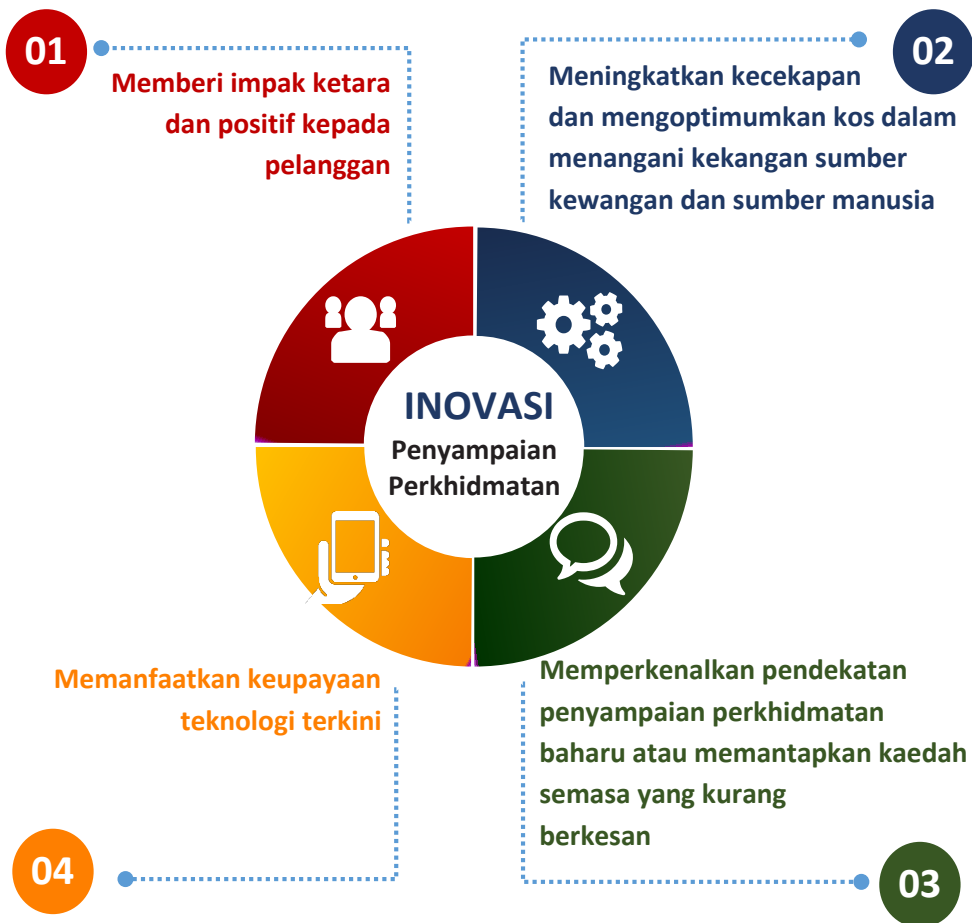 01
Memberi impak ketara
dan positif kepada
pelanggan
02
Meningkatkan kecekapan
dan mengoptimumkan kos dalam
menangani kekangan sumber
kewangan dan sumber manusia
INOVASI
Penyampaian
Perkhidmatan
Memperkenalkan pendekatan
penyampaian perkhidmatan
baharu atau memantapkan kaedah
semasa yang kurang
berkesan
03
Memanfaatkan keupayaan
teknologi terkini
04